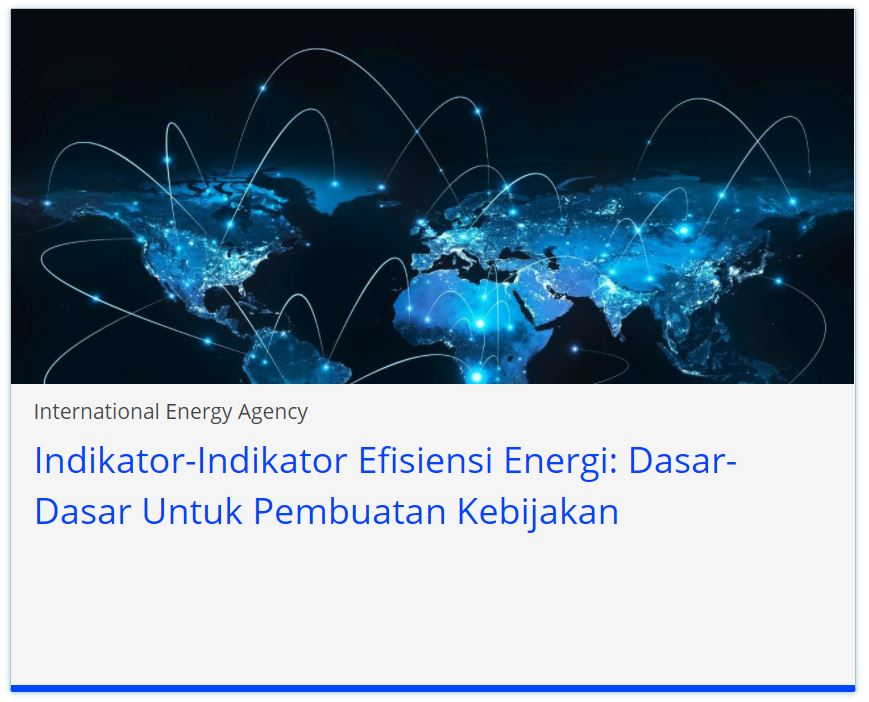 International Energy Agency
Indikator-Indikator Efisiensi Energi: Dasar-
Dasar Untuk Pembuatan Kebijakan